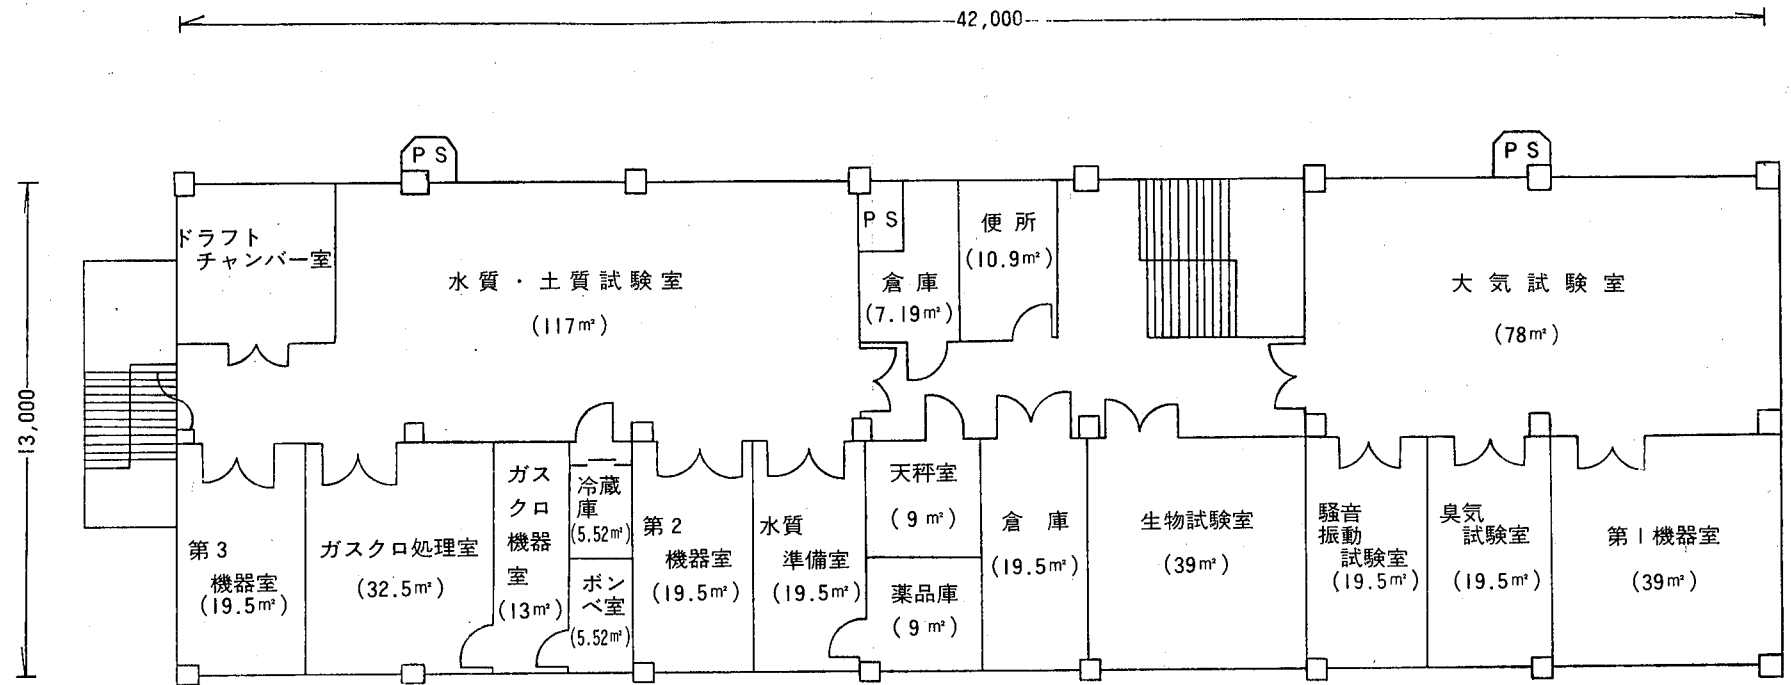 42,000
13,000
PS
PS
ドラフト
チャンバー室
水質・土質試験室
(117㎡)
PS
倉庫
(7.19㎡)
便所
(10.9㎡)
大気試験室
(78㎡)
第3
機器室
(19.5㎡)
ガスクロ処理室
(32.5㎡)
ガス
クロ
機器
室
(13㎡)
冷蔵
庫
(5.52㎡)
ボン
ベ室
(5.52㎡)
第2
機器室
(19.5㎡)
水質
準備室
(19.5㎡)
天秤室
(9㎡)
薬品庫
(9㎡)
倉庫
(19.5㎡)
生物試験室
(39㎡)
騒音
振動
試験室
(19.5㎡)
臭気
試験室
(19.5㎡)
第1機器室
(39㎡)